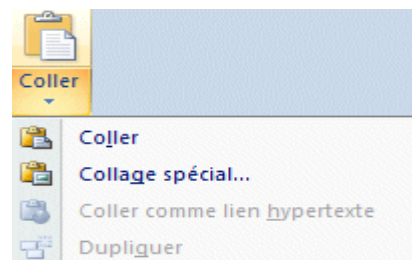 Coller
Coller
Collage spécial...
Coller comme lien hypertexte
Dupliquer